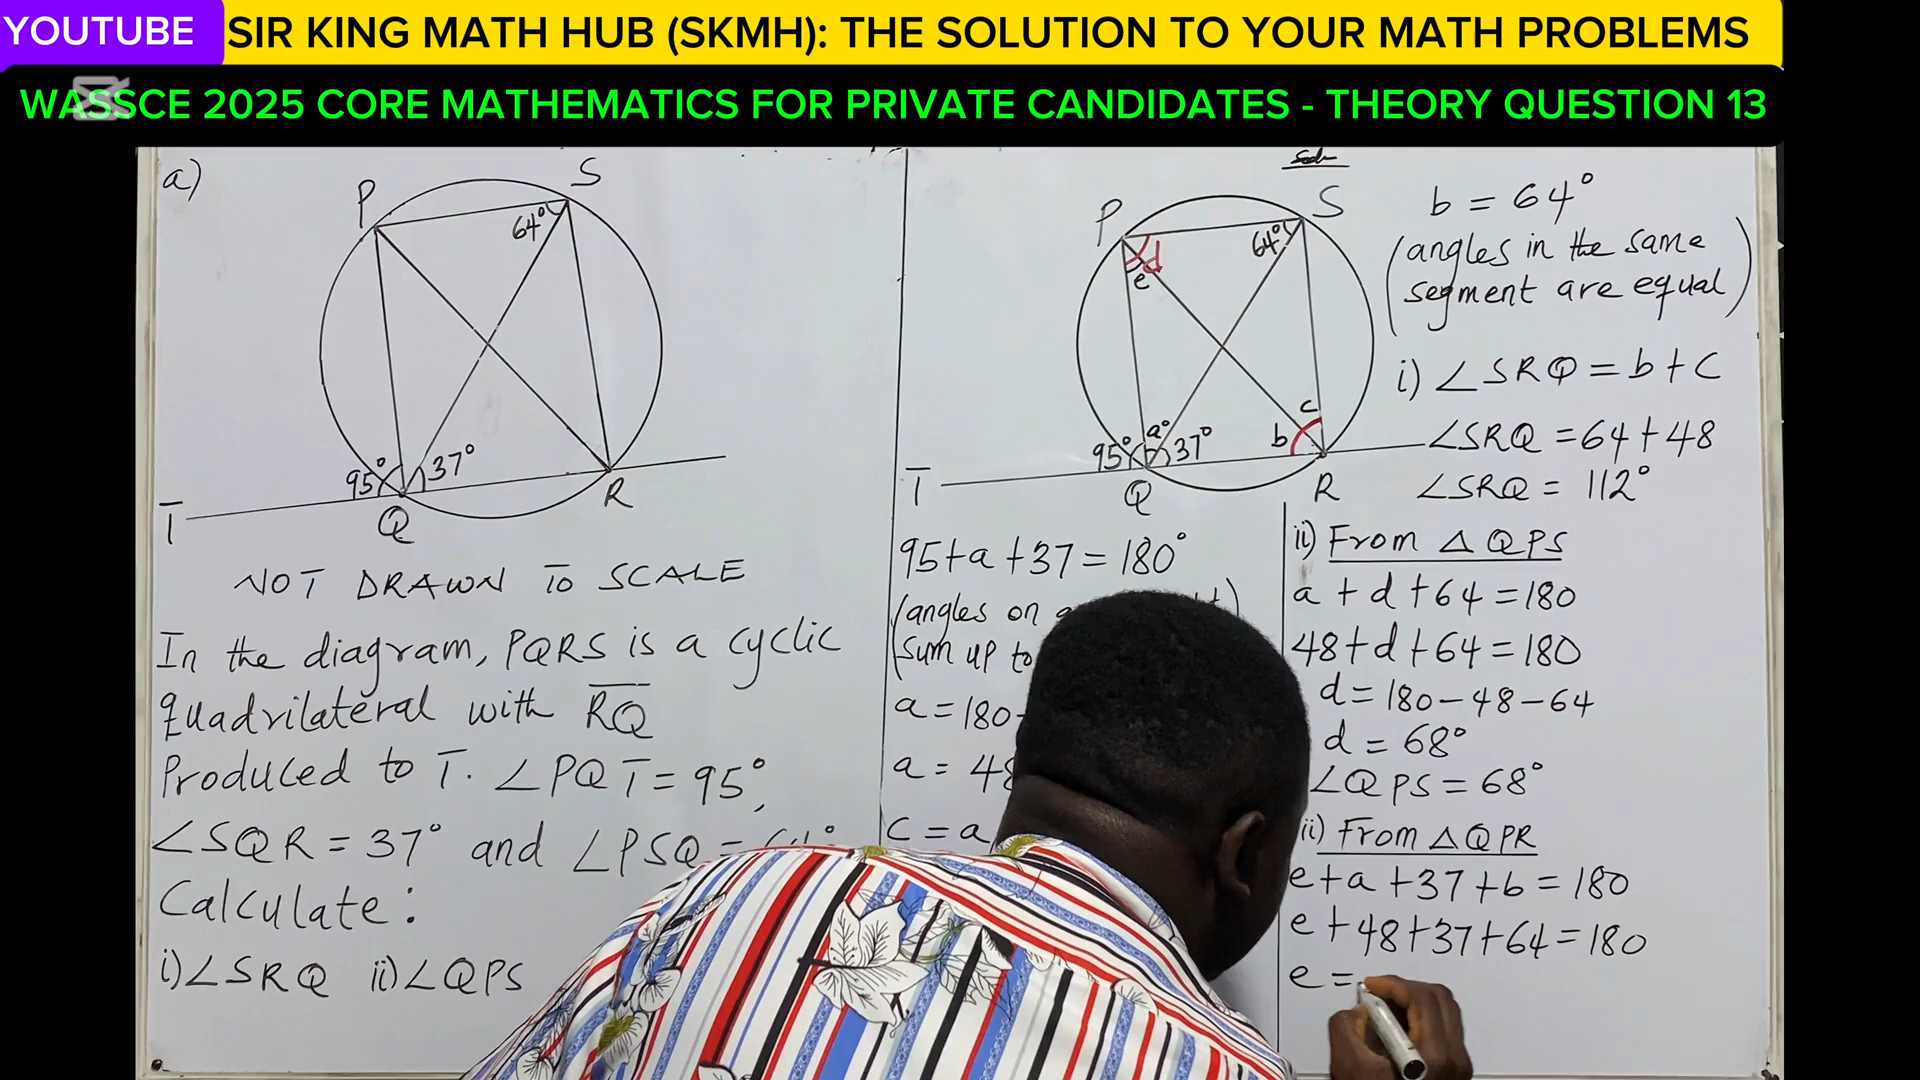 YOUTUBE
SIR KING MATH HUB (SKMH): THE SOLUTION TO YOUR MATH PROBLEMS
WASSCE 2025 CORE MATHEMATICS FOR PRIVATE CANDIDATES - THEORY QUESTION 13
a)
P
S
64°
95°
37°
T
Q
R
NOT DRAWN TO SCALE
In the diagram, PQRS is a cyclic
quadrilateral with R̅Q̅
Produced to T. ∠PQT = 95°,
∠SQR = 37° and ∠PSQ = 64°
Calculate:
i) ∠SRQ ii) ∠QPS
P
S
64°
d
e
c
b
95°
a°
37°
T
Q
R
95+a+37=180°
(angles on a
sum up to
a=180-
a = 48
c = a
b = 64°
(angles in the same
segment are equal)
i) ∠SRQ = b+c
∠SRQ = 64+48
∠SRQ = 112°
ii) From △QPS
a + d + 64 = 180
48+d+64=180
d=180-48-64
d = 68°
∠QPS = 68°
ii) From △QPR
e+a+37+b=180
e+48+37+64=180
e=